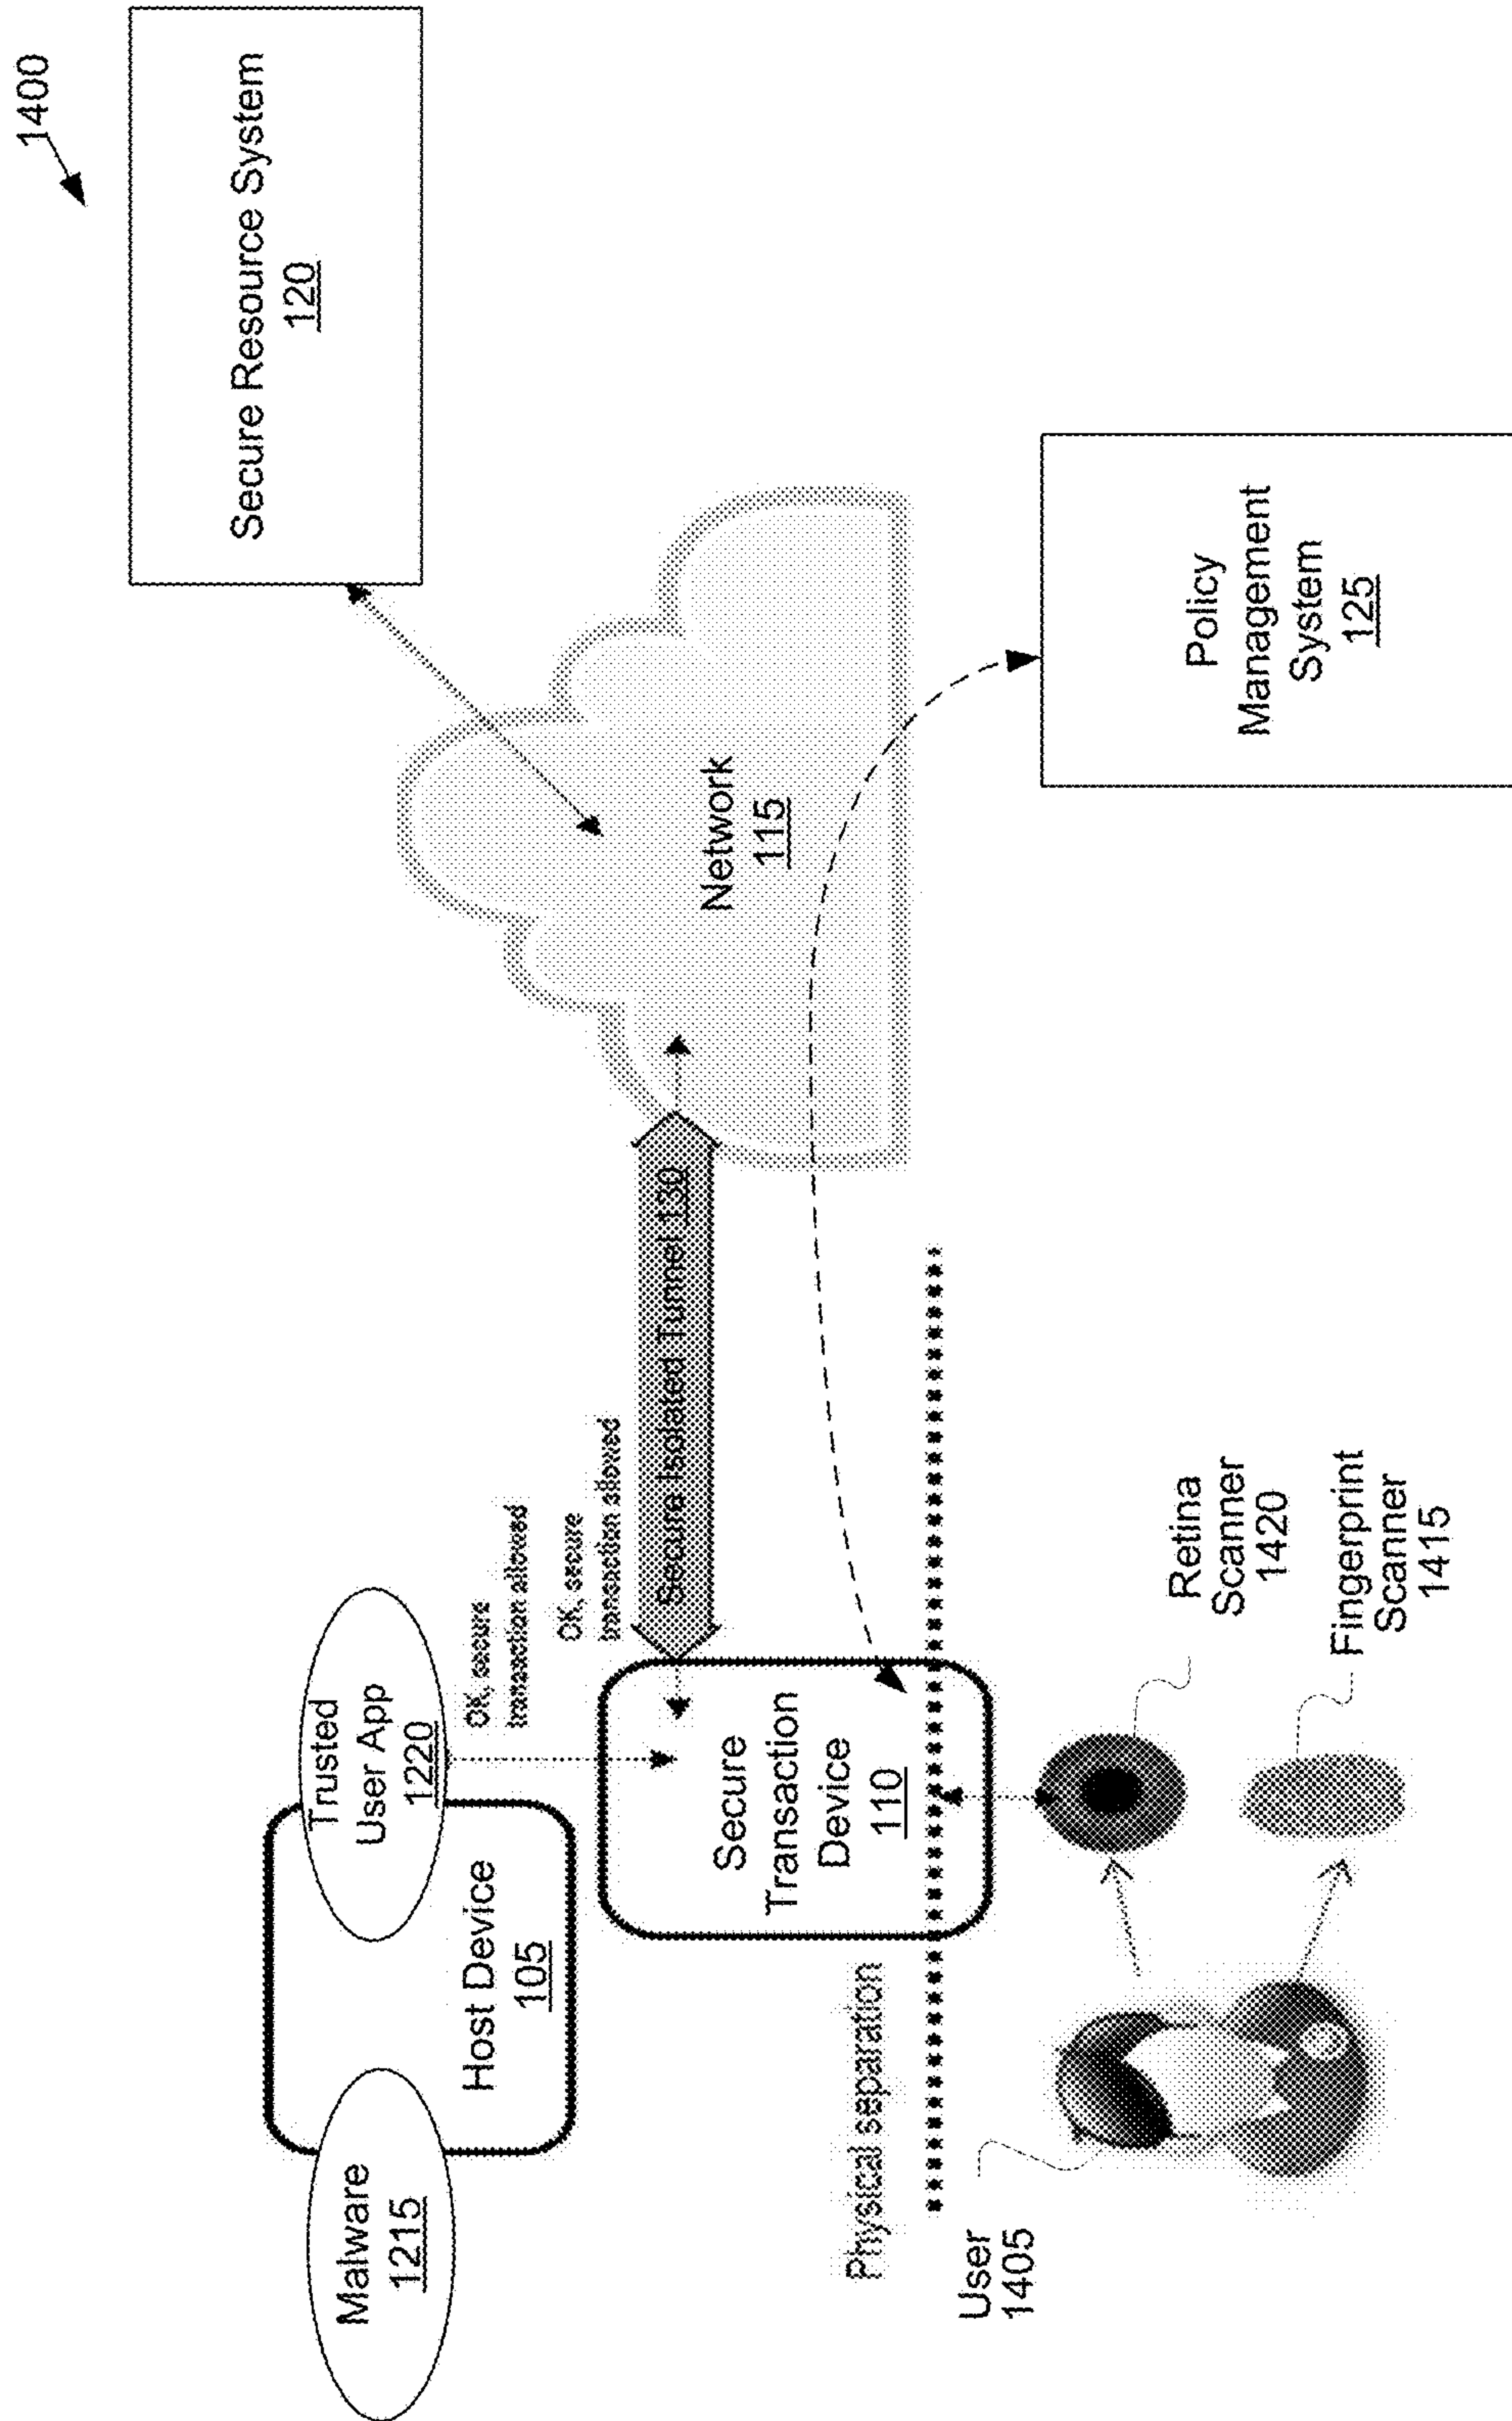 1400
Secure Resource System
120
Malware
1215
Trusted
User App
1220
Host Device
105
OK, secure
transaction allowed
OK, secure
transaction allowed
Secure Isolated Tunnel 130
Network
115
Secure
Transaction
Device
110
Physical separation
User
1405
Retina
Scanner
1420
Fingerprint
Scanner
1415
Policy
Management
System
125